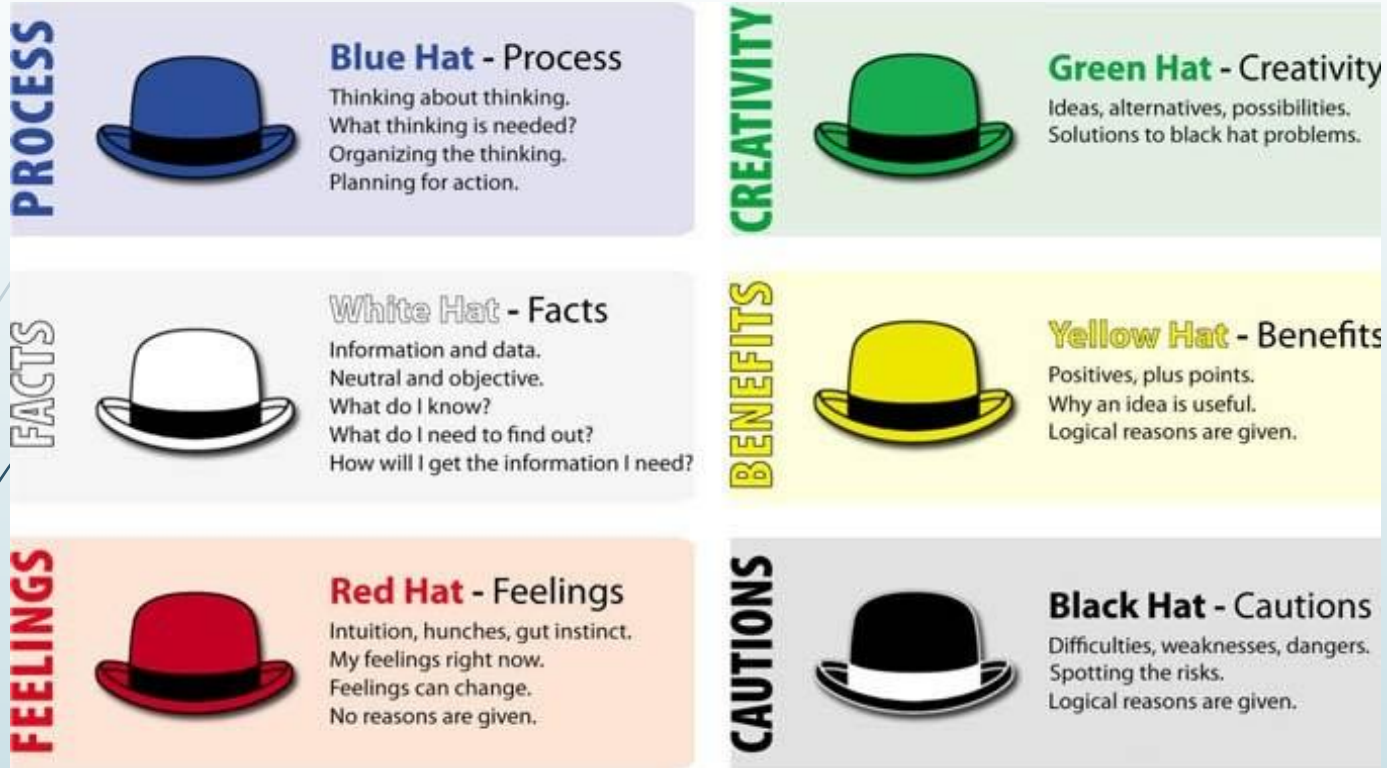 PROCESS
Blue Hat - Process
Thinking about thinking.
What thinking is needed?
Organizing the thinking.
Planning for action.
CREATIVITY
Green Hat - Creativity
Ideas, alternatives, possibilities.
Solutions to black hat problems.
FACTS
White Hat - Facts
Information and data.
Neutral and objective.
What do I know?
What do I need to find out?
How will I get the information I need?
BENEFITS
Yellow Hat - Benefits
Positives, plus points.
Why an idea is useful.
Logical reasons are given.
FEELINGS
Red Hat - Feelings
Intuition, hunches, gut instinct.
My feelings right now.
Feelings can change.
No reasons are given.
CAUTIONS
Black Hat - Cautions
Difficulties, weaknesses, dangers.
Spotting the risks.
Logical reasons are given.